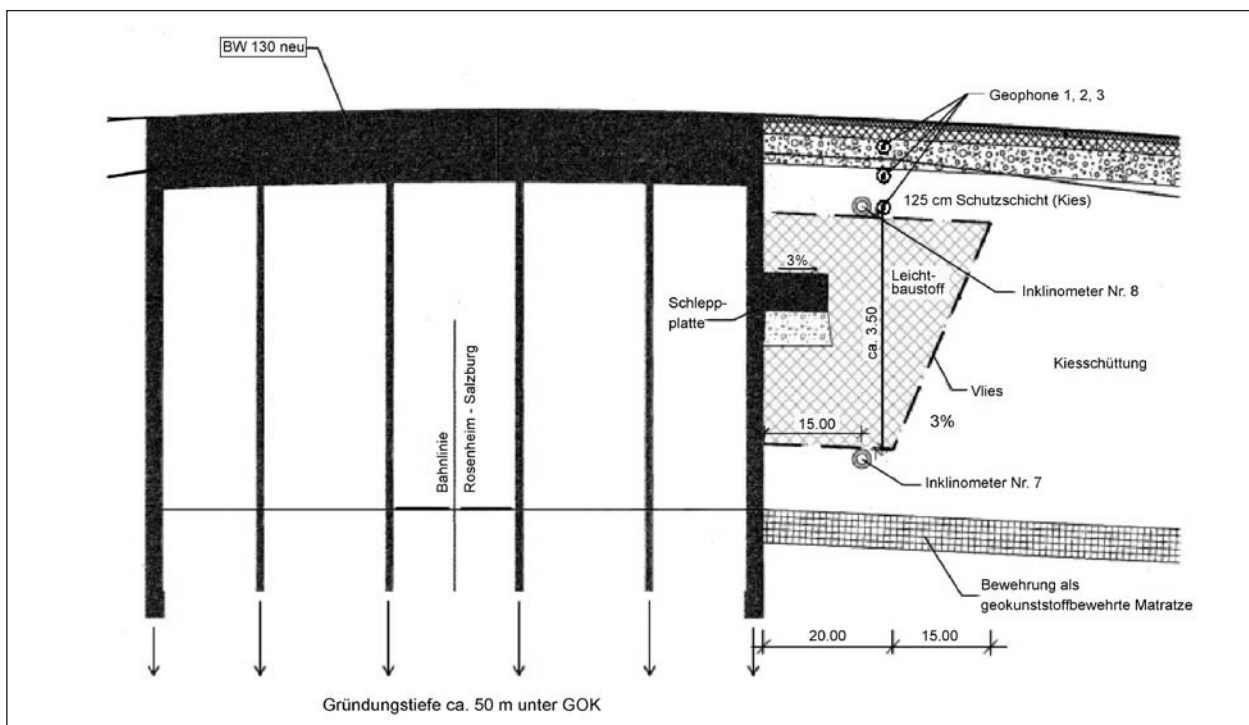 BW 130 neu
Geophone 1, 2, 3
125 cm Schutzschicht (Kies)
3%
Leicht-
baustoff
Inklinometer Nr. 8
Schlepp-
platte
ca. 3.50
Kiesschüttung
Vlies
3%
15.00
Bahnlinie
Rosenheim - Salzburg
Inklinometer Nr. 7
Bewehrung als
geokunststoffbewehrte Matratze
20.00
15.00
Gründungstiefe ca. 50 m unter GOK